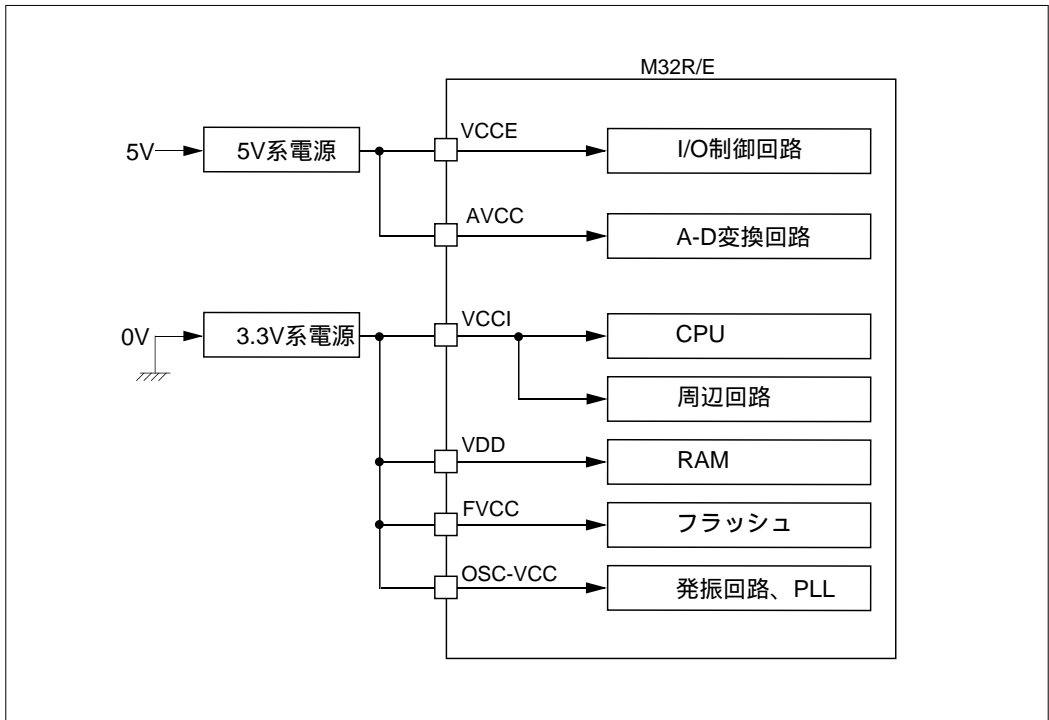 M32R/E
5V
5V系電源
VCCE
I/O制御回路
AVCC
A-D変換回路
0V
3.3V系電源
VCCI
CPU
周辺回路
VDD
RAM
FVCC
フラッシュ
OSC-VCC
発振回路、PLL